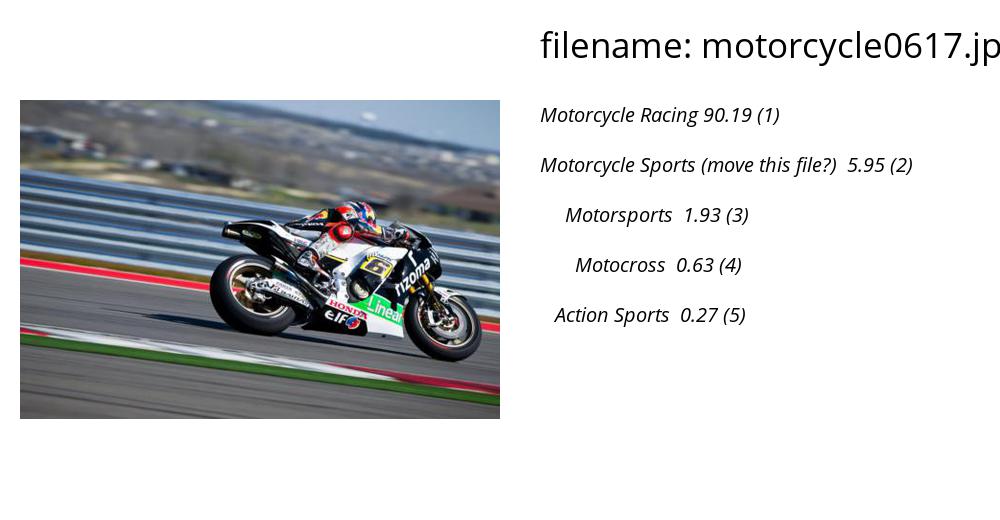 filename: motorcycle0617.jp
Motorcycle Racing 90.19 (1)
Motorcycle Sports (move this file?) 5.95 (2)
Motorsports 1.93 (3)
Motocross 0.63 (4)
Action Sports 0.27 (5)
6
rizoma
Linear
HONDA
elf